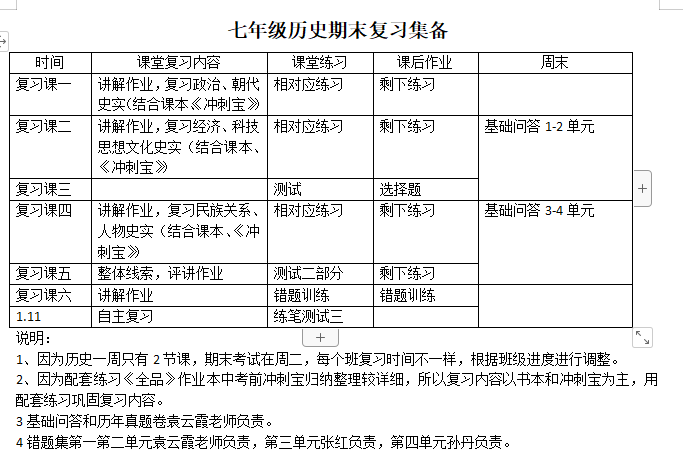 七年级历史期末复习集备
时间 课堂复习内容 课堂练习 课后作业 周末
复习课一 讲解作业，复习政治、朝代 相对应练习 剩下练习
史实（结合课本《冲刺宝》）
复习课二 讲解作业，复习经济、科技 相对应练习 剩下练习 基础问答 1-2 单元
思想文化史实（结合课本、
《冲刺宝》）
复习课三 测试 选择题
复习课四 讲解作业，复习民族关系、 相对应练习 剩下练习 基础问答 3-4 单元
人物史实（结合课本、《冲
刺宝》）
复习课五 整体线索，评讲作业 测试二部分 剩下练习
复习课六 讲解作业 错题训练 错题训练
1.11 自主复习 练笔测试三
说明：
1、因为历史一周只有 2 节课，期末考试在周二，每个班复习时间不一样，根据班级进度进行调整。
2、因为配套练习《全品》作业本中考前冲刺宝归纳整理较详细，所以复习内容以书本和冲刺宝为主，用
配套练习巩固复习内容。
3 基础问答和历年真题卷袁云霞老师负责。
4 错题集第一第二单元袁云霞老师负责，第三单元张红负责，第四单元孙丹负责。